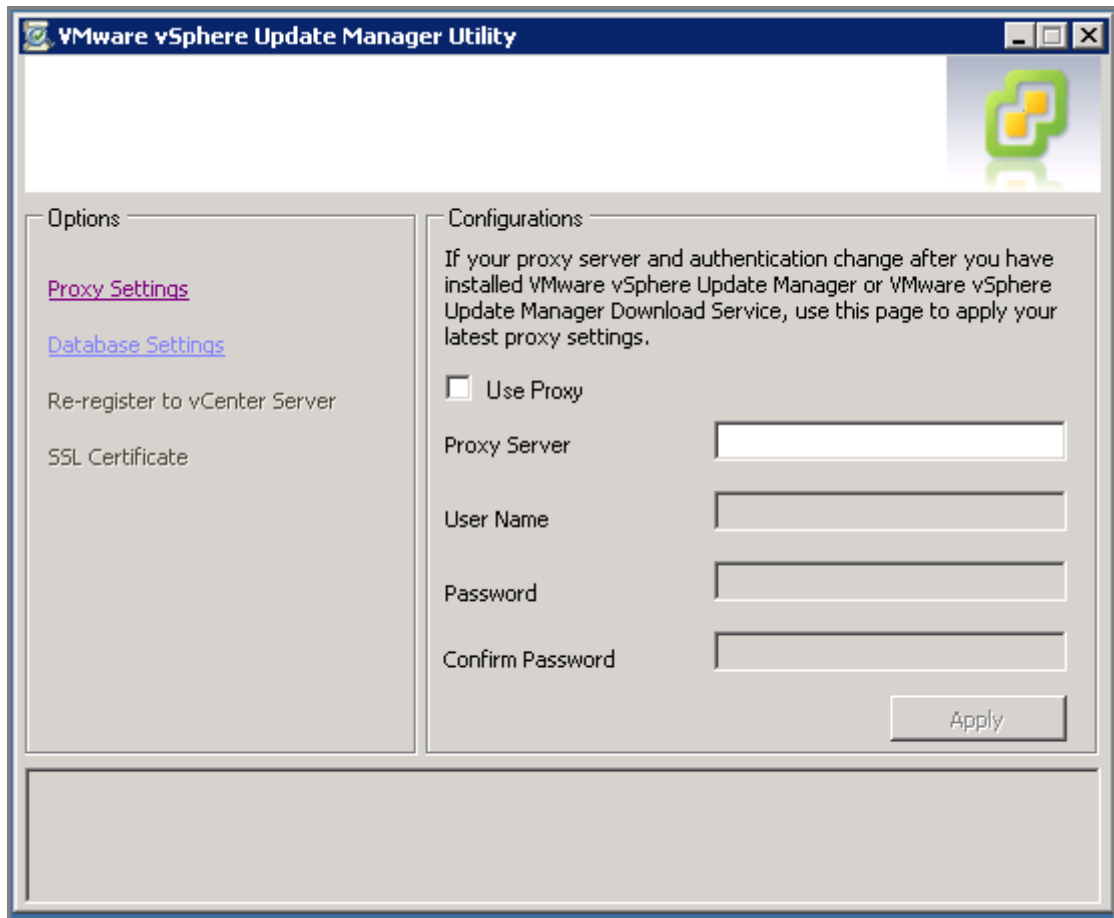 VMware vSphere Update Manager Utility
Options
Proxy Settings
Database Settings
Re-register to vCenter Server
SSL Certificate
Configurations
If your proxy server and authentication change after you have
installed VMware vSphere Update Manager or VMware vSphere
Update Manager Download Service, use this page to apply your
latest proxy settings.
Use Proxy
Proxy Server
User Name
Password
Confirm Password
Apply